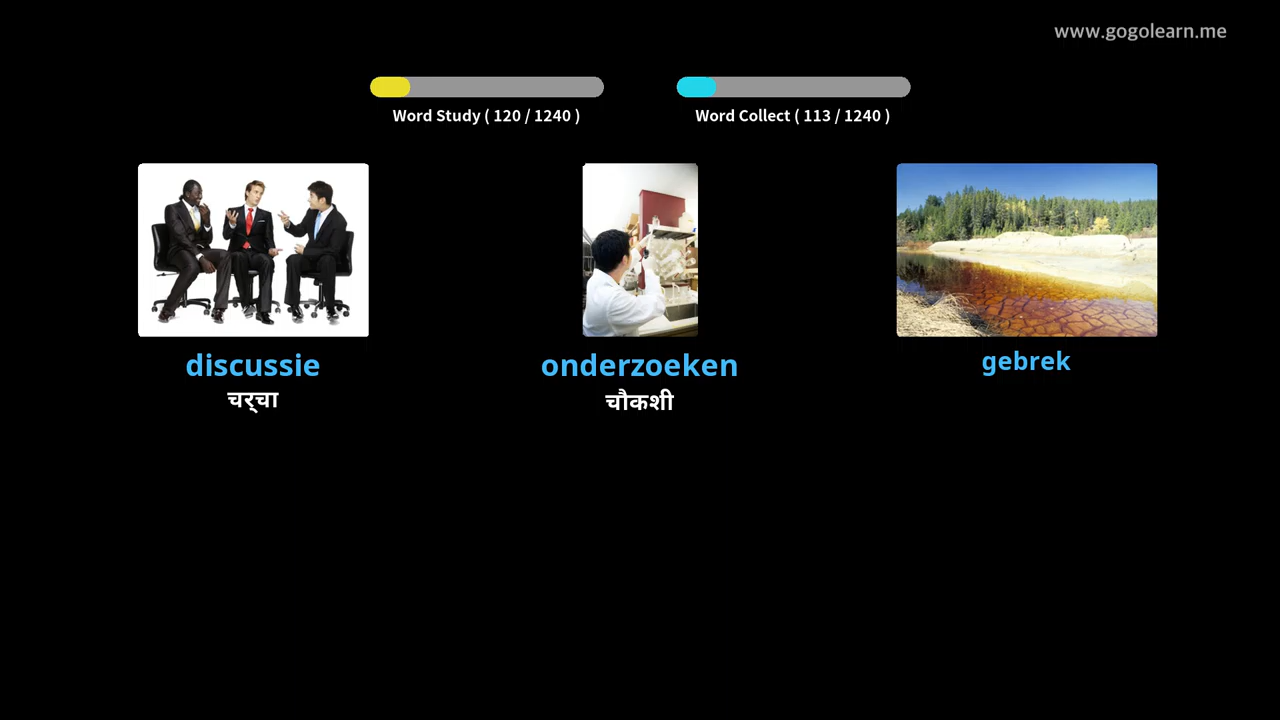 www.gogolearn.me
Word Study ( 120 / 1240 )
Word Collect ( 113 / 1240 )
discussie
onderzoeken
gebrek
चर्चा
चौकशी